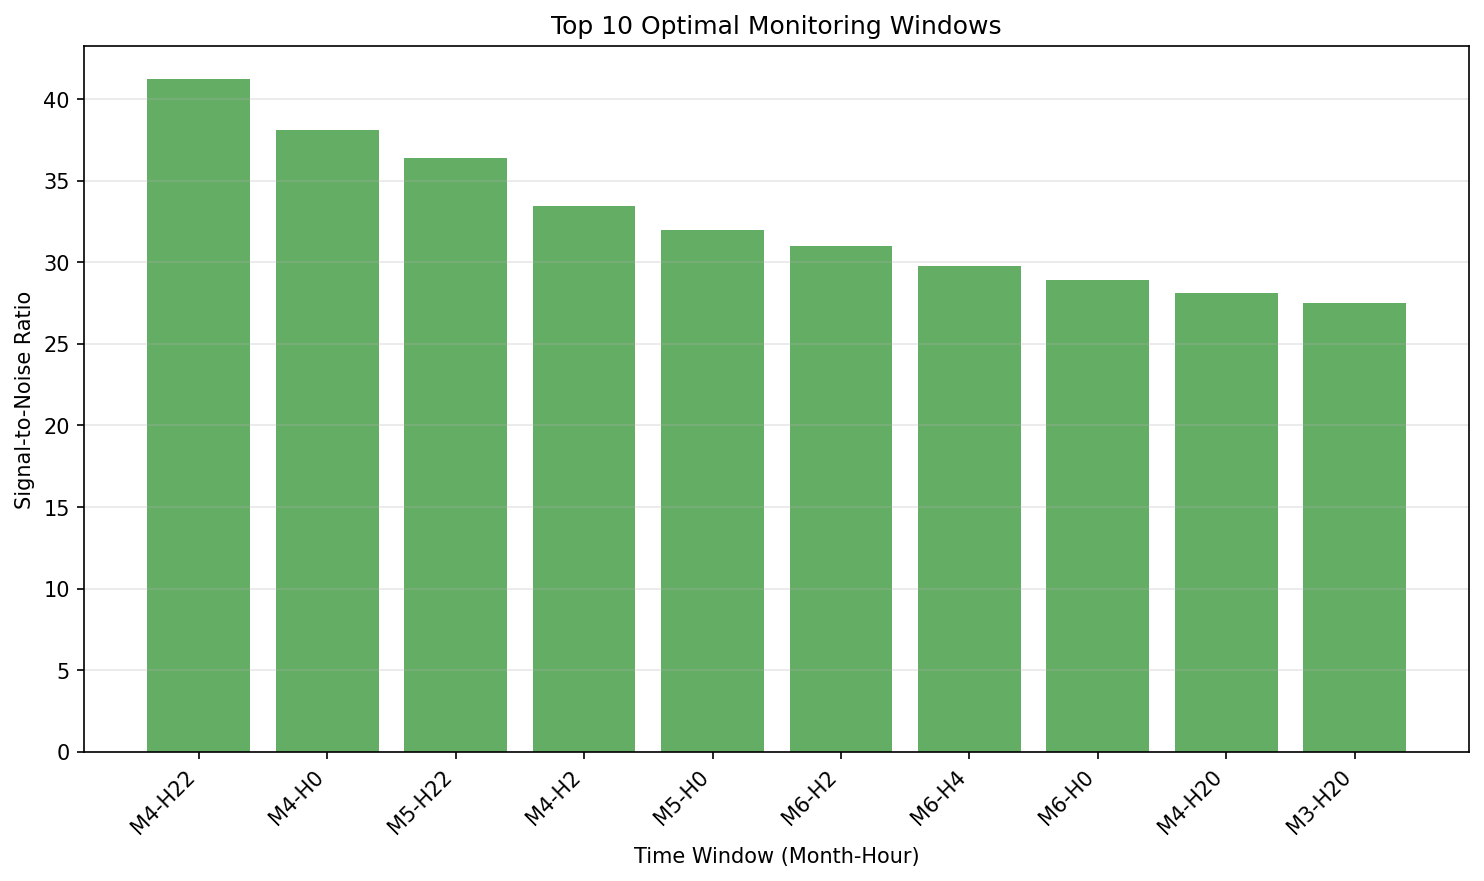 Top 10 Optimal Monitoring Windows
Signal-to-Noise Ratio
40
35
30
25
20
15
10
5
0
M4-H22
M4-H0
M5-H22
M4-H2
M5-H0
M6-H2
M6-H4
M6-H0
M4-H20
M3-H20
Time Window (Month-Hour)